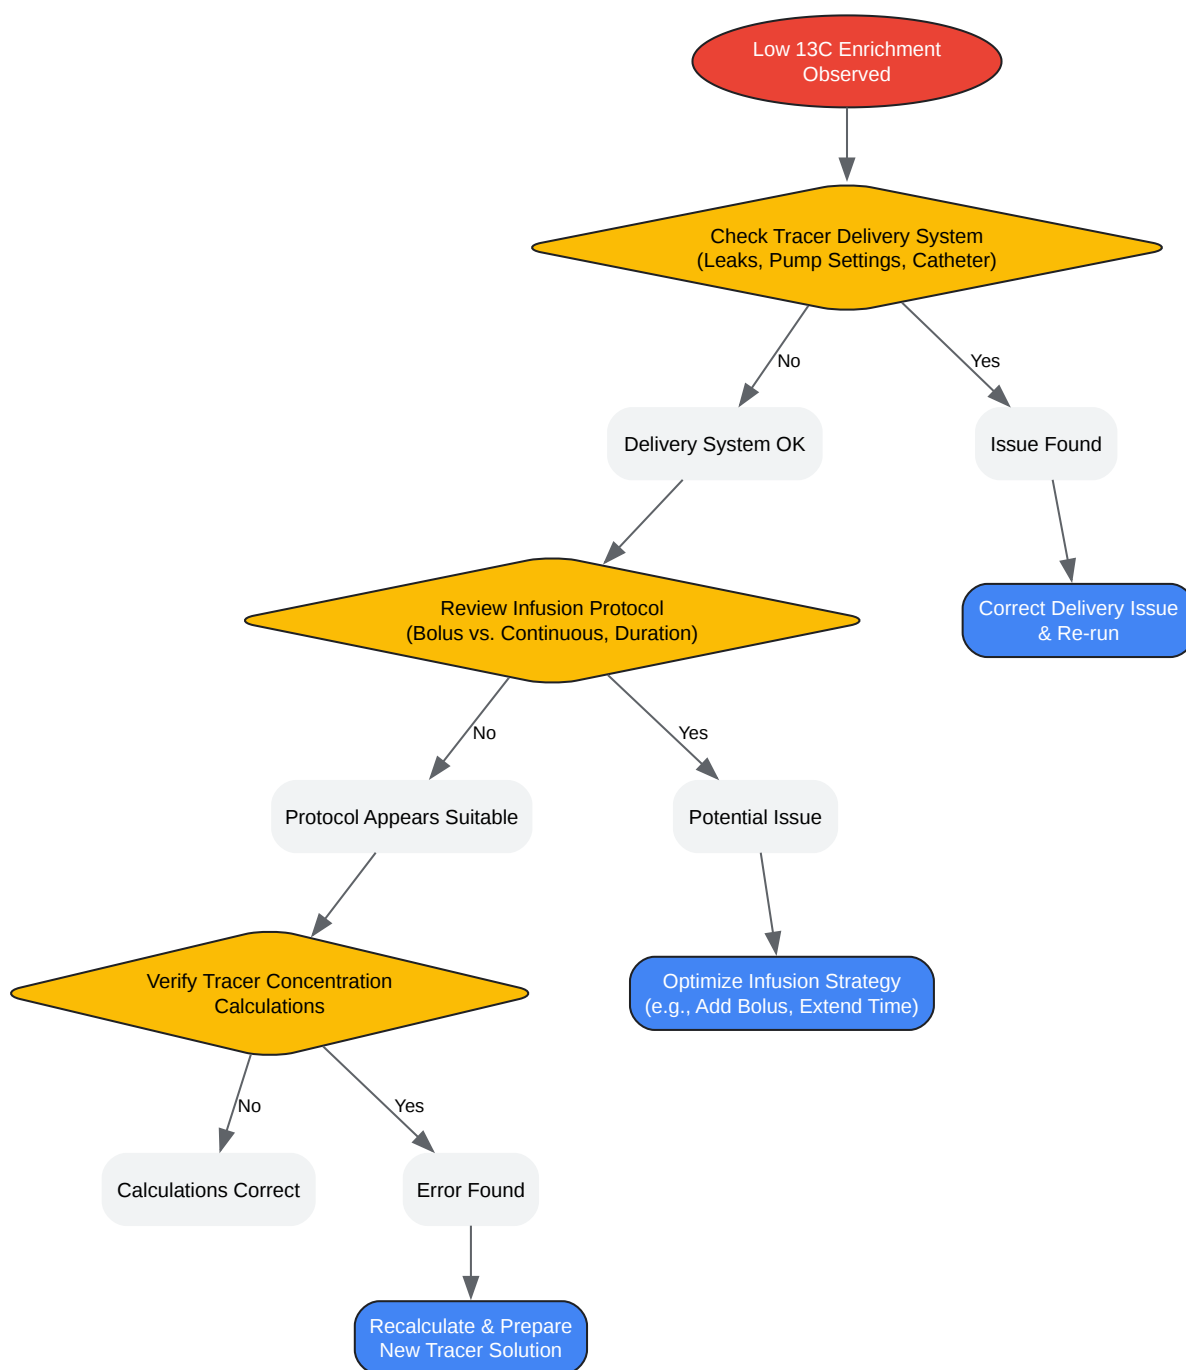 Low 13C Enrichment
Observed
Check Tracer Delivery System
(Leaks, Pump Settings, Catheter)
No
Yes
Delivery System OK
Issue Found
Review Infusion Protocol
(Bolus vs. Continuous, Duration)
Correct Delivery Issue
& Re-run
No
Yes
Protocol Appears Suitable
Potential Issue
Verify Tracer Concentration
Calculations
Optimize Infusion Strategy
(e.g., Add Bolus, Extend Time)
No
Yes
Calculations Correct
Error Found
Recalculate & Prepare
New Tracer Solution